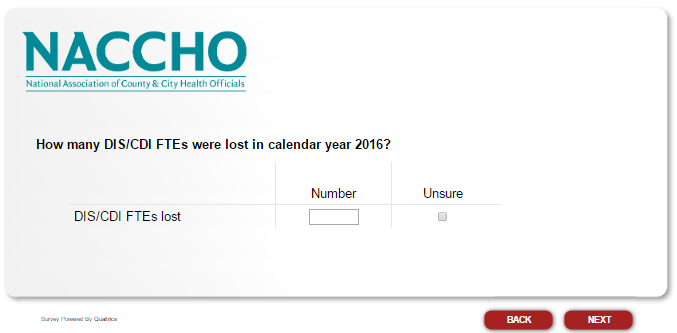 NACCHO
National Association of County & City Health Officials
How many DIS/CDI FTEs were lost in calendar year 2016?
Number Unsure
DIS/CDI FTEs lost
Survey Powered By Qualtrics
BACK NEXT